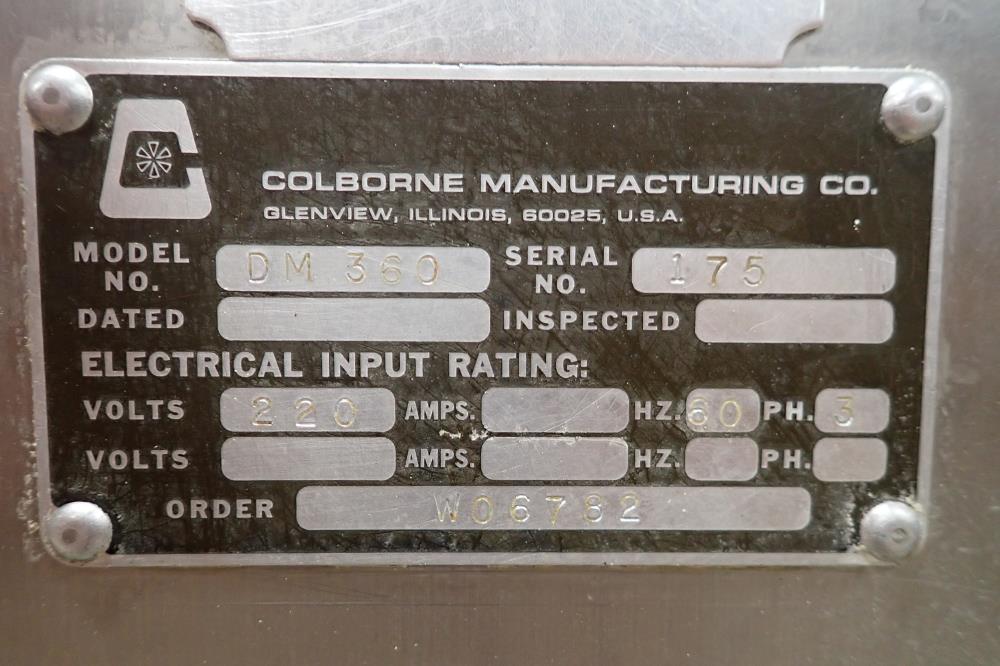 COLBORNE MANUFACTURING CO.
GLENVIEW, ILLINOIS, 60025, U.S.A.
MODEL NO. DM 360 SERIAL NO. 175
DATED INSPECTED
ELECTRICAL INPUT RATING:
VOLTS 220 AMPS. HZ. 60 PH. 3
VOLTS AMPS. HZ. PH.
ORDER W06782